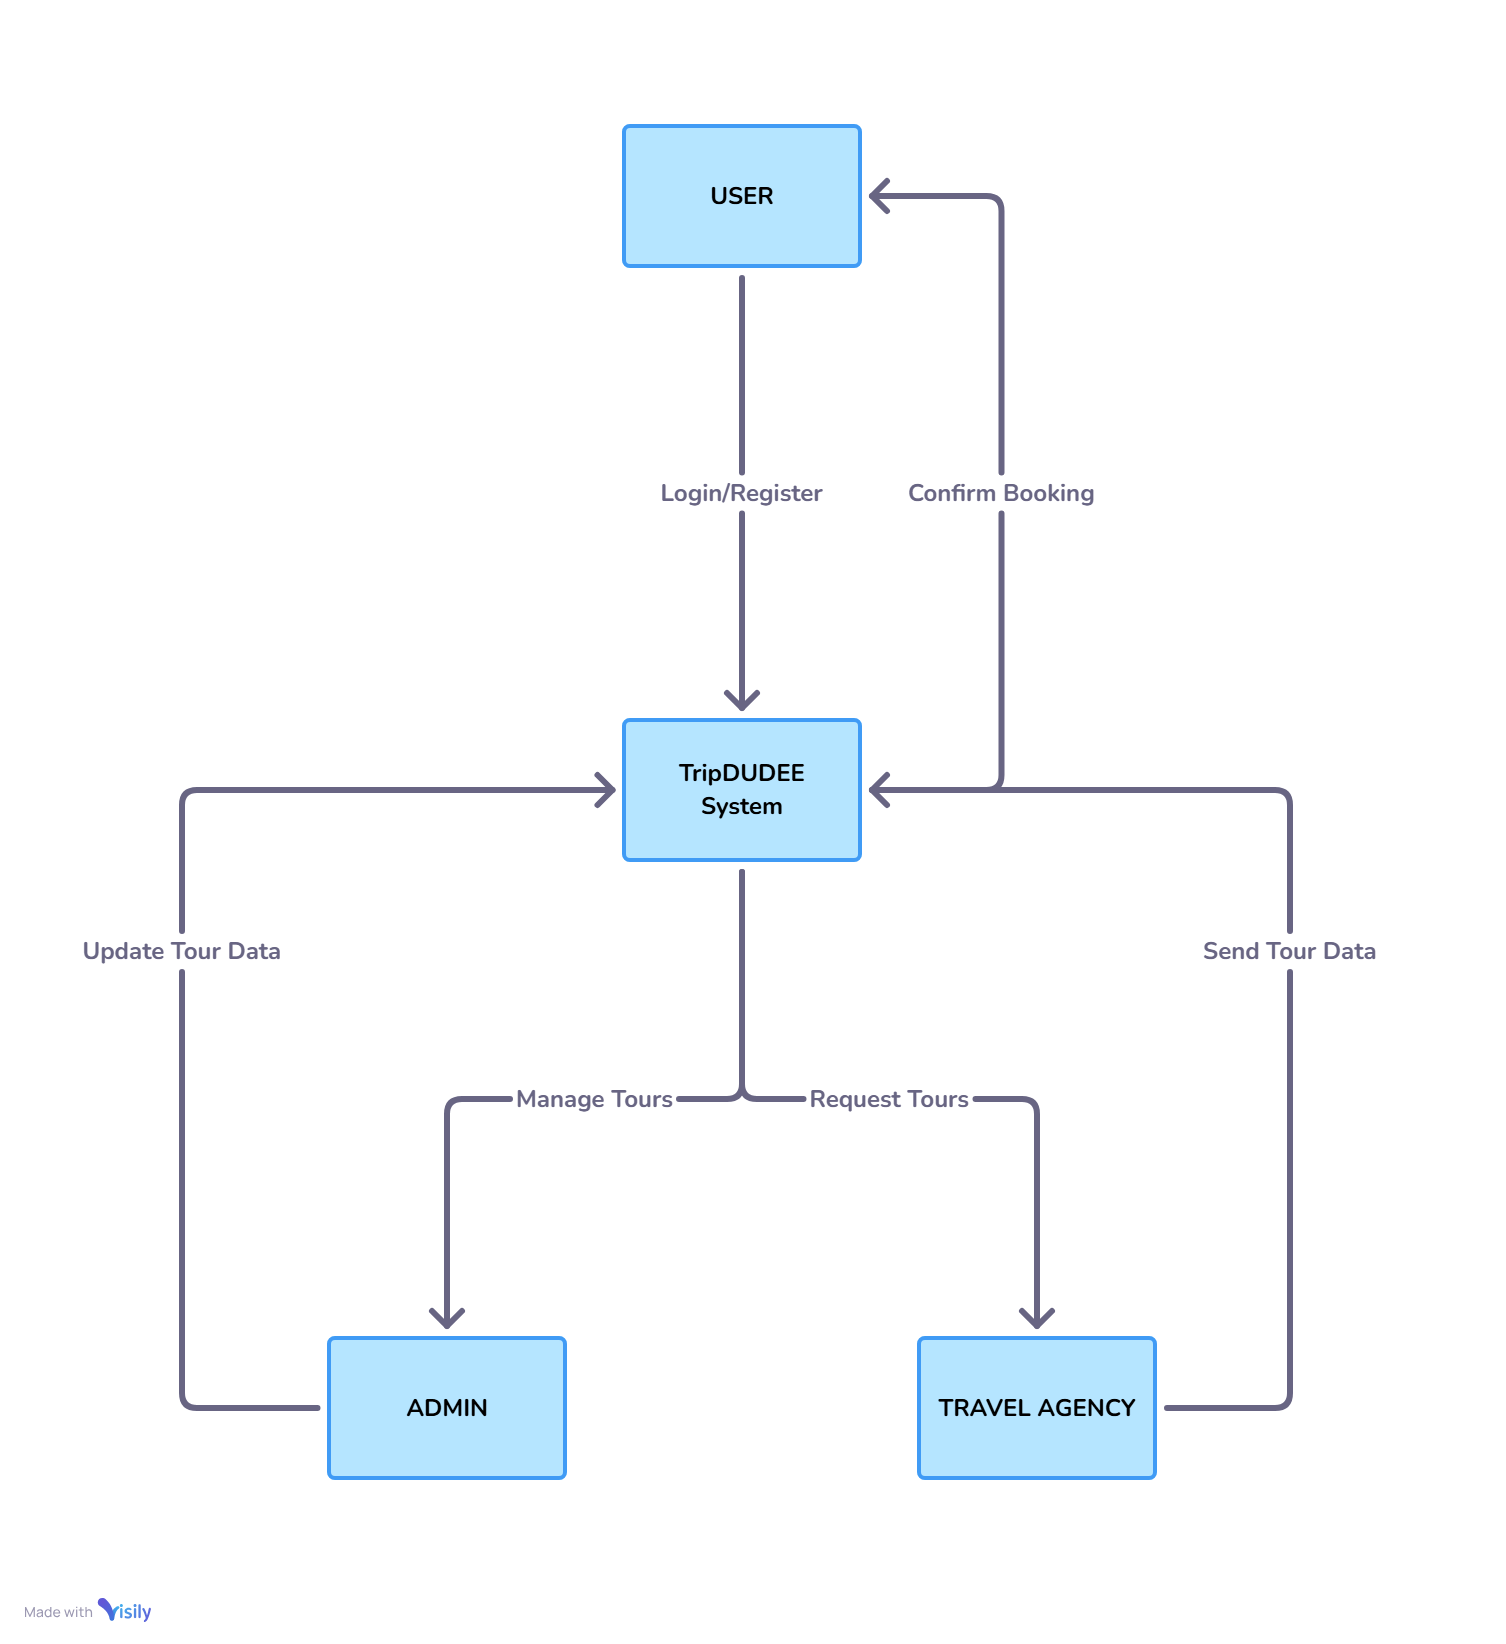 USER
Login/Register
Confirm Booking
TripDUDEE
System
Update Tour Data
Send Tour Data
Manage Tours
Request Tours
ADMIN
TRAVEL AGENCY
Made with Visily